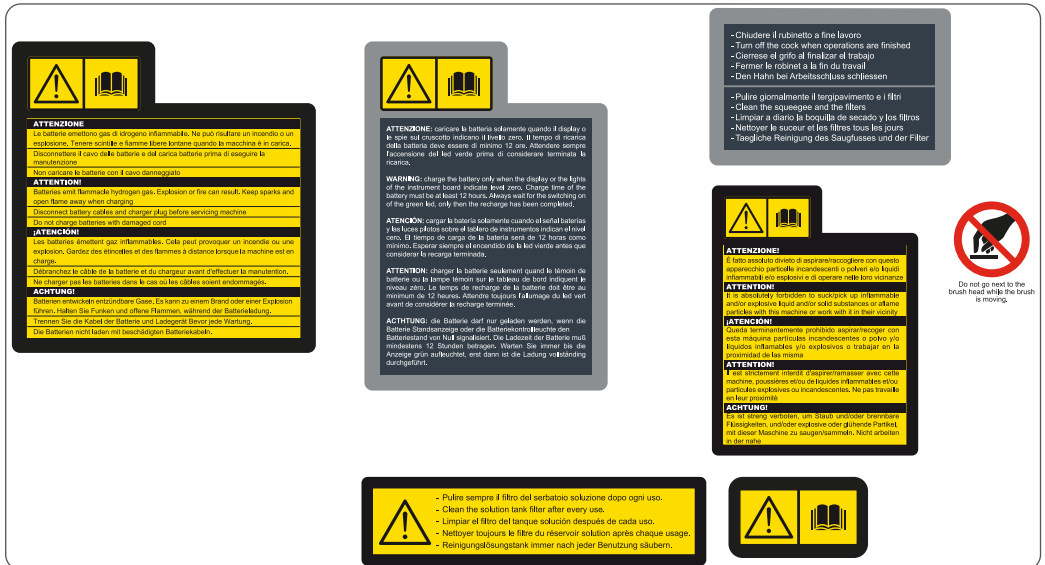 ATTENZIONE
Le batterie emettono gas di idrogeno infiammabile. Ne può risultare un incendio o un
esplosione. Tenere scintille e fiamme libere lontane quando la macchina è in carica.
Disconnettere il cavo delle batterie e del carica batterie prima di eseguire la
manutenzione
Non caricare le batterie con il cavo danneggiato
ATTENTION!
Batteries emit flammade hydrogen gas. Explosion or fire can result. Keep sparks and
open flame away when charging
Disconnect battery cables and charger plug before servicing machine
Do not charge batteries with damaged cord
¡ATENCIÓN!
Les batteries émettent gaz inflammables. Cela peut provoquer un incendie ou une
explosion. Gardez des étincelles et des flammes à distance lorsque la machine est en
charge.
Débranchez le câble de la batterie et du chargeur avant d'effectuer la manutention.
Ne charger pas les batteries dans le cas où les câbles soient endommagés.
ACHTUNG!
Batterien entwickeln entzündbare Gase. Es kann zu einem Brand oder einer Explosion
führen. Halten Sie Funken und offene Flammen, während der Batterieladung.
Trennen Sie die Kabel der Batterie und Ladegerät Bevor jede Wartung.
Die Batterien nicht laden mit beschädigten Batteriekabeln.
ATTENZIONE: caricare la batteria solamente quando il display o
le spie sul cruscotto indicano il livello zero. Il tempo di ricarica
della batteria deve essere di minimo 12 ore. Attendere sempre
l'accensione del led verde prima di considerare terminata la
ricarica.
WARNING: charge the battery only when the display or the lights
of the instrument board indicate level zero. Charge time of the
battery must be at least 12 hours. Always wait for the switching on
of the green led, only then the recharge has been completed.
ATENCIÓN: cargar la batería solamente cuando el señal baterías
y las luces pilotos sobre el tablero de instrumentos indican el nivel
cero. El tiempo de carga de la batería será de 12 horas como
mínimo. Esperar siempre el encendido de la led vierde antes que
considerar la recarga terminada.
ATTENTION: charger la batterie seulement quand le témoin de
batterie ou la lampe témoin sur le tableau de bord indiquent le
niveau zéro. Le temps de recharge de la batterie doit être au
minimum de 12 heures. Attendre toujours l'allumage du led vert
avant de considérer la recharge terminée.
ACHTUNG: die Batterie darf nur geladen werden, wenn die
Batterie Standsanzeige oder die Batteriekontrollleuchte den
Batteriestand von Null signalisiert. Die Ladezeit der Batterie muß
mindestens 12 Stunden betragen. Warten Sie immer bis die
Anzeige grün aufleuchtet, erst dann ist die Ladung vollständing
durchgeführt.
- Chiudere il rubinetto a fine lavoro
- Turn off the cock when operations are finished
- Cierrese el grifo al finalizar el trabajo
- Fermer le robinet a la fin du travail
- Den Hahn bei Arbeitsschluss schliessen
- Pulire giornalmente il tergipavimento e i filtri
- Clean the squeegee and the filters
- Limpiar a diario la boquilla de secado y los filtros
- Nettoyer le suceur et les filtres tous les jours
- Taegliche Reinigung des Saugfusses und der Filter
ATTENZIONE!
È fatto assoluto divieto di aspirare/raccogliere con questo
apparecchio particelle incandescenti o polveri e/o liquidi
infiammabili e/o esplosivi e di operare nelle loro vicinanze
ATTENTION!
It is absolutely forbidden to suck/pick up inflammable
and/or explosive liquid and/or solid substances or aflame
particles with this machine or work with it in their vicinity
¡ATENCIÓN!
Queda terminantemente prohibido aspirar/recoger con
esta máquina partículas incandescentes o polvo y/o
líquidos inflamables y/o explosivos o trabajar en la
proximidad de las misma
ATTENTION!
Il est strictement interdit d'aspirer/ramasser avec cette
machine, poussières et/ou de liquides inflammables et/ou
particules explosives ou incandescentes. Ne pas travaille
en leur proximité
ACHTUNG!
Es ist streng verboten, um Staub und/oder brennbare
Flüssigkeiten, und/oder explosive oder glühende Partikel,
mit dieser Maschine zu saugen/sammeln. Nicht arbeiten
in der nahe
Do not go next to the
brush head while the brush
is moving.
- Pulire sempre il filtro del serbatoio soluzione dopo ogni uso.
- Clean the solution tank filter after every use.
- Limpiar el filtro del tanque solución después de cada uso.
- Nettoyer toujours le filtre du réservoir solution après chaque usage.
- Reinigungslösungstank immer nach jeder Benutzung säubern.